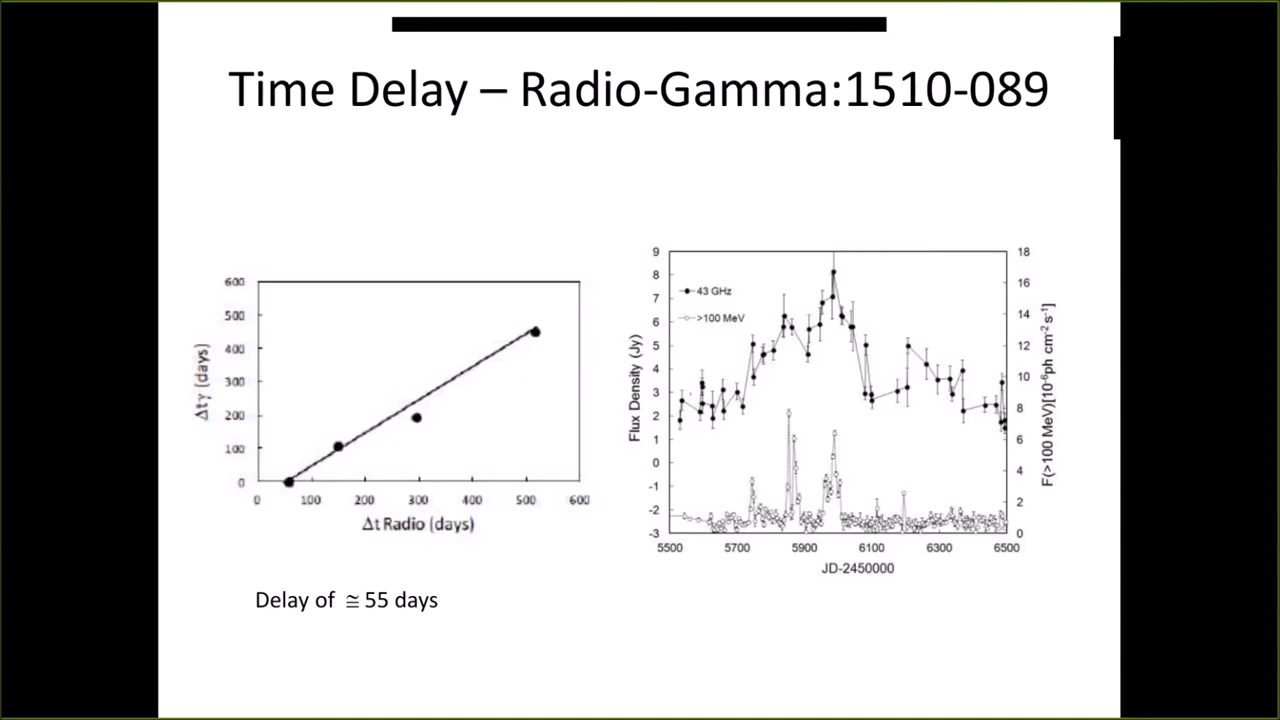 Time Delay – Radio-Gamma:1510-089
600
500
400
300
200
100
0
Δtγ (days)
0 100 200 300 400 500 600
Δt Radio (days)
Delay of ≅ 55 days
9
8
7
6
5
4
3
2
1
0
-1
-2
-3
Flux Density (Jy)
43 GHz
>100 MeV
18
16
14
12
10
8
6
4
2
0
F(>100 MeV)[10⁻⁶ph cm⁻² s⁻¹]
5500 5700 5900 6100 6300 6500
JD-2450000